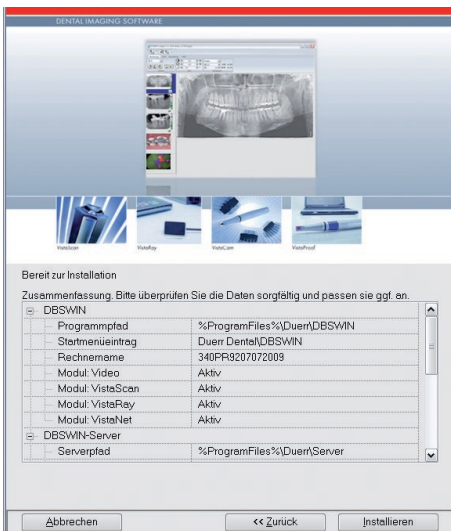 DENTAL IMAGING SOFTWARE
VistaScan VistaRay VistaCam VistaProof
Bereit zur Installation
Zusammenfassung. Bitte überprüfen Sie die Daten sorgfältig und passen sie ggf. an.
DBSWIN
Programmpfad %ProgramFiles%\Duerr\DBSWIN
Startmenüeintrag Duerr Dental\DBSWIN
Rechnername 340PR9207072009
Modul: Video Aktiv
Modul: VistaScan Aktiv
Modul: VistaRay Aktiv
Modul: VistaNet Aktiv
DBSWIN-Server
Serverpfad %ProgramFiles%\Duerr\Server
Abbrechen << Zurück Installieren